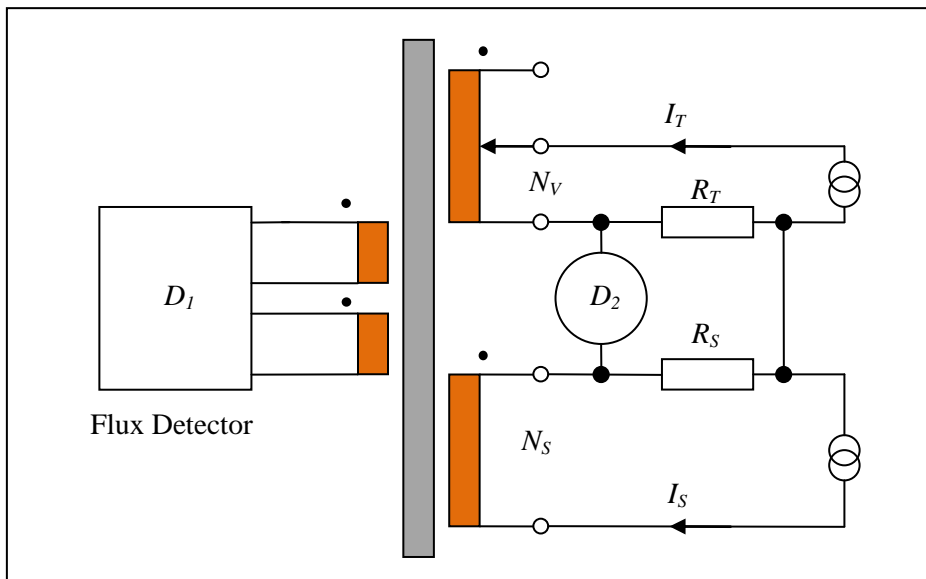 I_T
N_V
R_T
D_1
D_2
R_S
Flux Detector
N_S
I_S